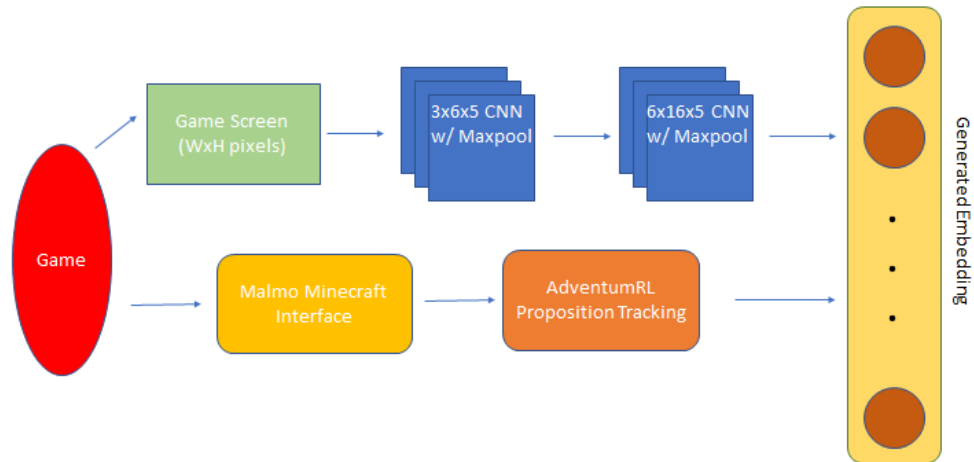 Game
Game Screen
(WxH pixels)
3x6x5 CNN
w/ Maxpool
6x16x5 CNN
w/ Maxpool
Malmo Minecraft
Interface
AdventumRL
Proposition Tracking
Generated Embedding